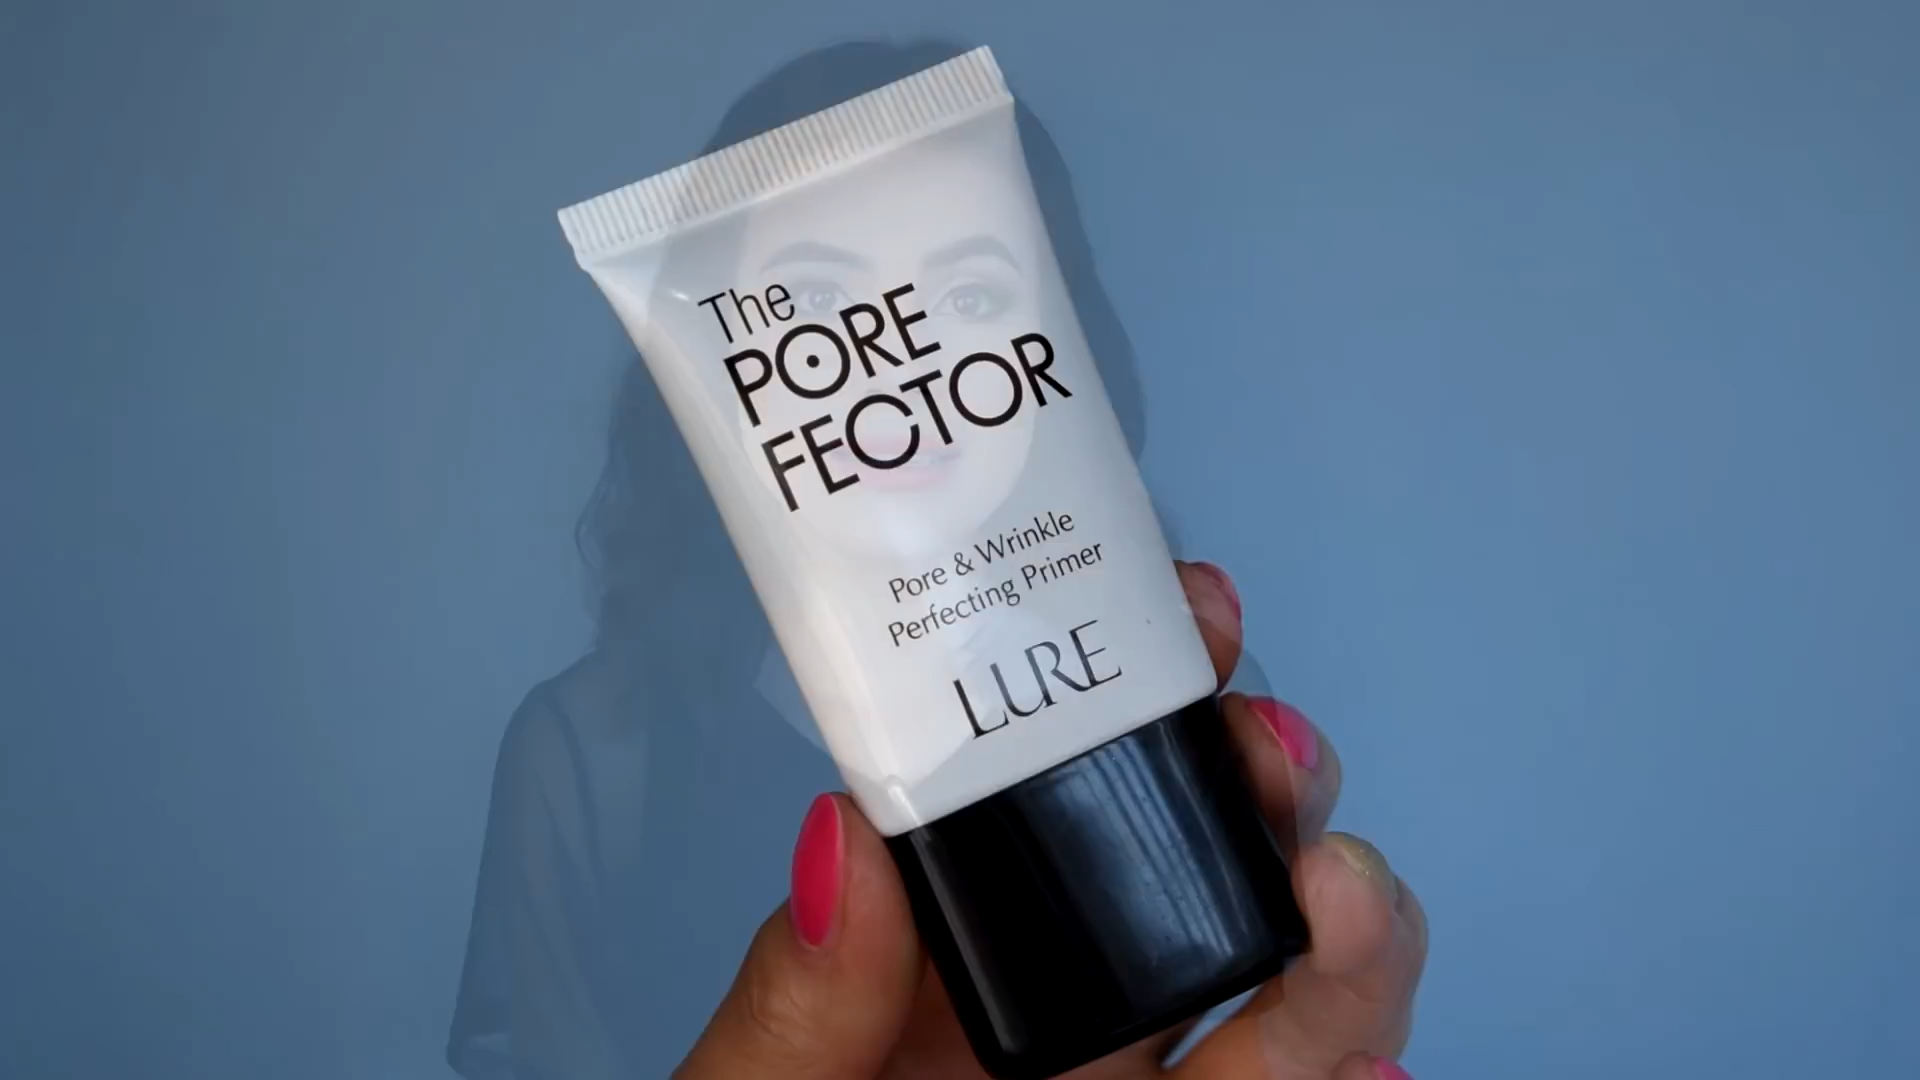 The
PORE
FECTOR
Pore & Wrinkle
Perfecting Primer
LURE